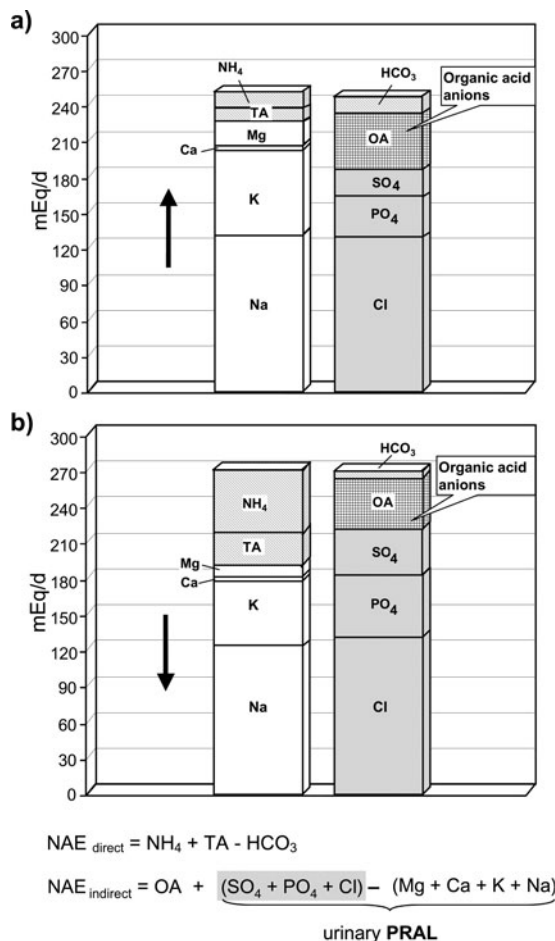 a)
300
270
240
210
180
150
120
90
60
30
0
mEq/d
NH₄
TA
Mg
Ca
K
Na
HCO₃
Organic acid
anions
OA
SO₄
PO₄
Cl
b)
300
270
240
210
180
150
120
90
60
30
0
mEq/d
NH₄
TA
Mg
Ca
K
Na
HCO₃
Organic acid
anions
OA
SO₄
PO₄
Cl
NAE direct = NH₄ + TA - HCO₃
NAE indirect = OA + (SO₄ + PO₄ + Cl) – (Mg + Ca + K + Na)
urinary PRAL